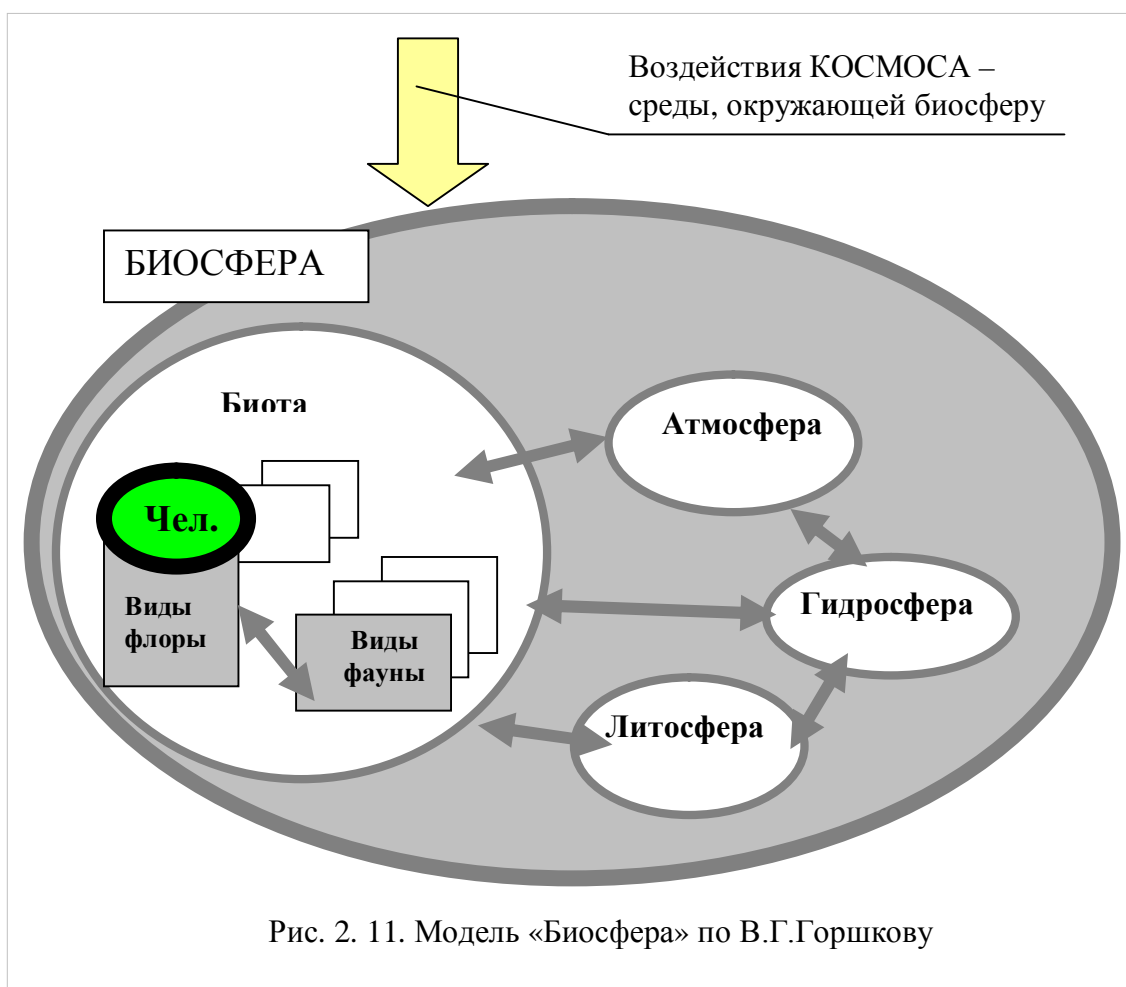 Воздействия КОСМОСА –
среды, окружающей биосферу
БИОСФЕРА
Биота
Атмосфера
Чел.
Гидросфера
Виды
флоры
Виды
фауны
Литосфера
Рис. 2. 11. Модель «Биосфера» по В.Г.Горшкову